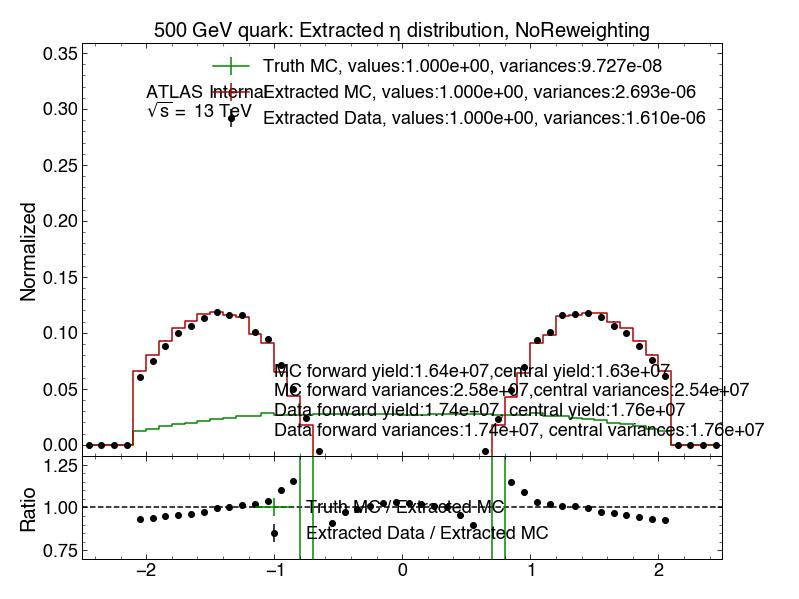 500 GeV quark: Extracted η distribution, NoReweighting
Truth MC, values:1.000e+00, variances:9.727e-08
ATLAS Internal
Extracted MC, values:1.000e+00, variances:2.693e-06
√s = 13 TeV
Extracted Data, values:1.000e+00, variances:1.610e-06
Normalized
0.35
0.30
0.25
0.20
0.15
0.10
0.05
0.00
MC forward yield:1.64e+07,central yield:1.63e+07
MC forward variances:2.58e+07,central variances:2.54e+07
Data forward yield:1.74e+07, central yield:1.76e+07
Data forward variances:1.74e+07, central variances:1.76e+07
Ratio
1.25
1.00
0.75
Truth MC / Extracted MC
Extracted Data / Extracted MC
−2
−1
0
1
2